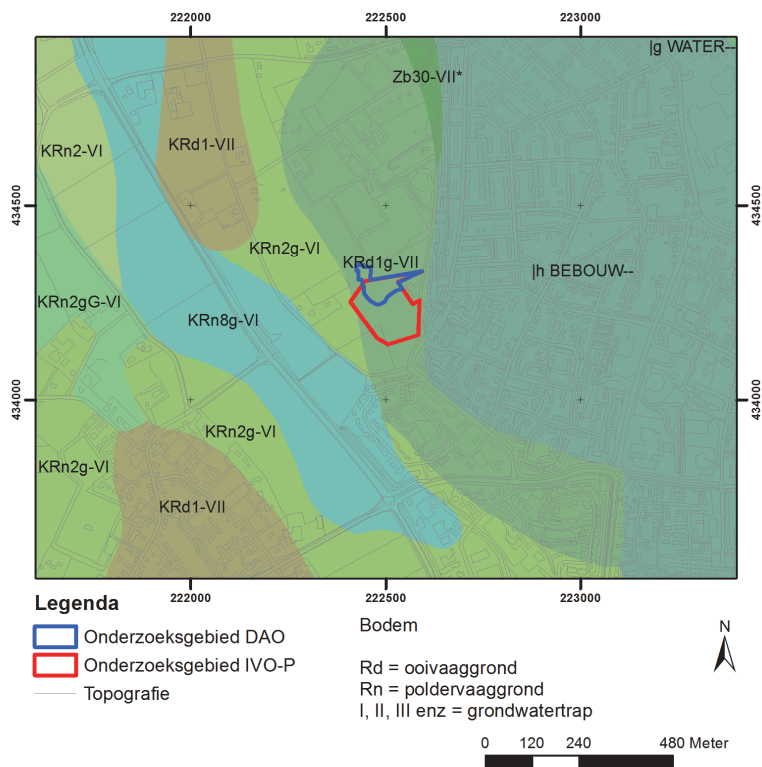 222000 222500 223000
|g WATER--
Zb30-VII*
KRn2-VI
KRd1-VII
434500 434500
KRn2g-VI
KRd1g-VII
|h BEBOUW--
KRn2gG-VI
KRn8g-VI
434000 434000
KRn2g-VI
KRn2g-VI
KRd1-VII
222000 222500 223000
Legenda
Onderzoeksgebied DAO
Onderzoeksgebied IVO-P
Topografie
Bodem
Rd = ooivaaggrond
Rn = poldervaaggrond
I, II, III enz = grondwatertrap
N
0 120 240 480 Meter